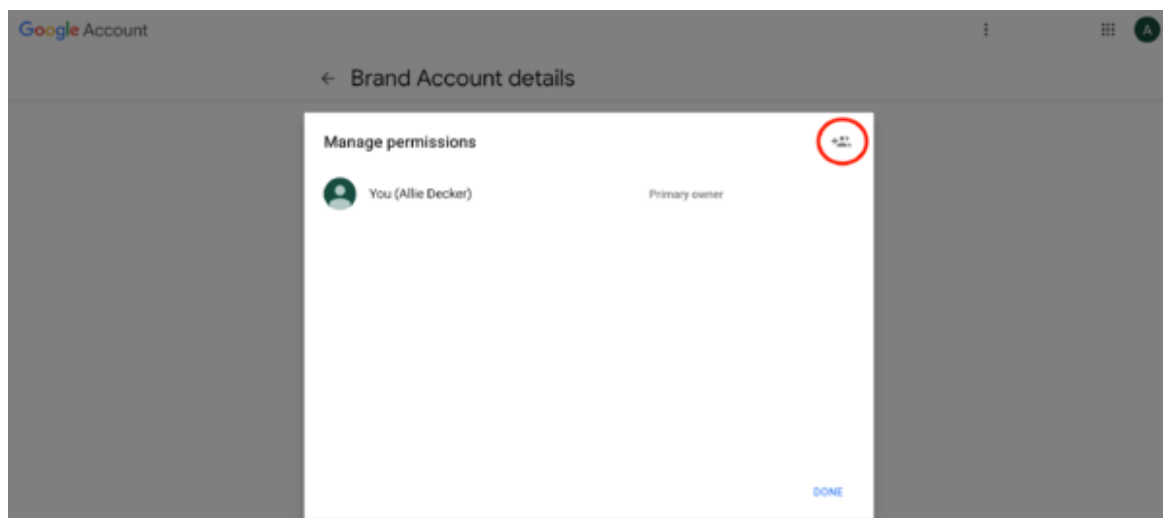 Google Account
A
Brand Account details
Manage permissions
You (Allie Decker) Primary owner
DONE